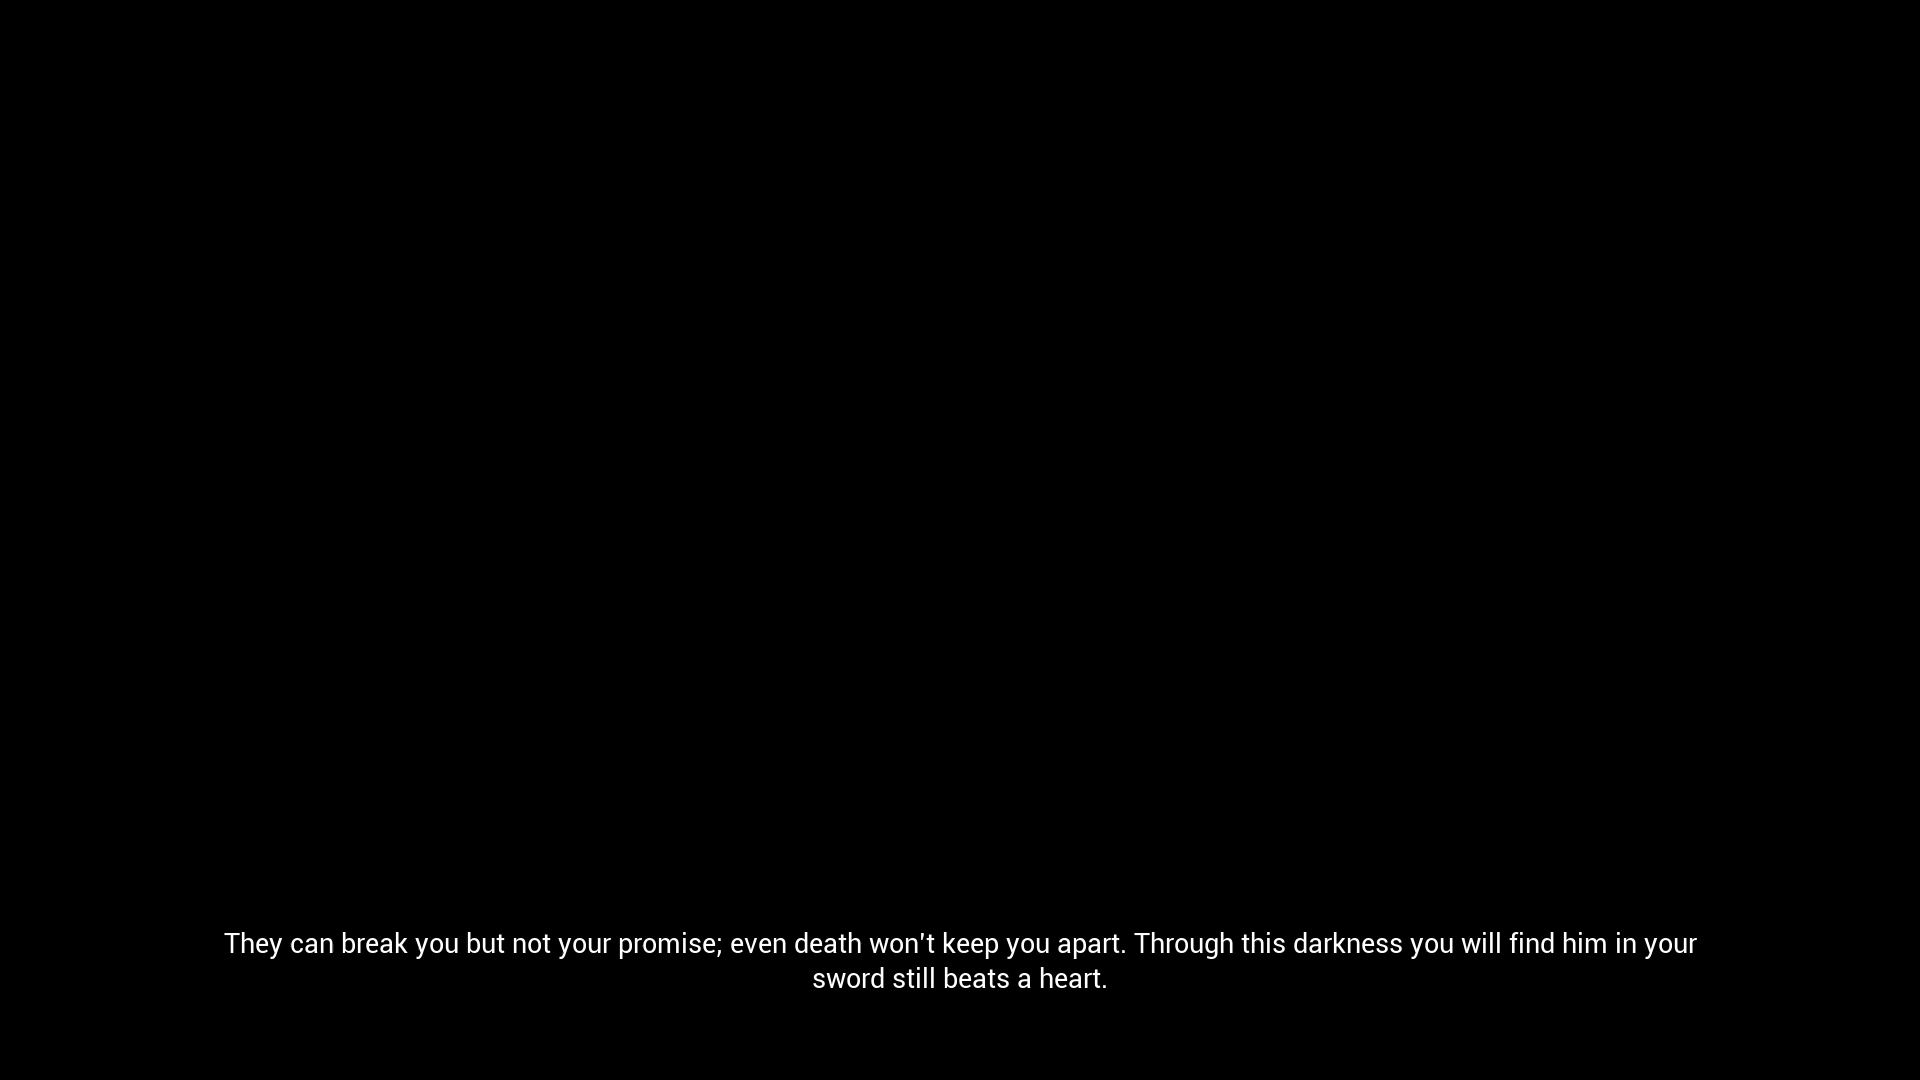 They can break you but not your promise; even death won't keep you apart. Through this darkness you will find him in your
sword still beats a heart.